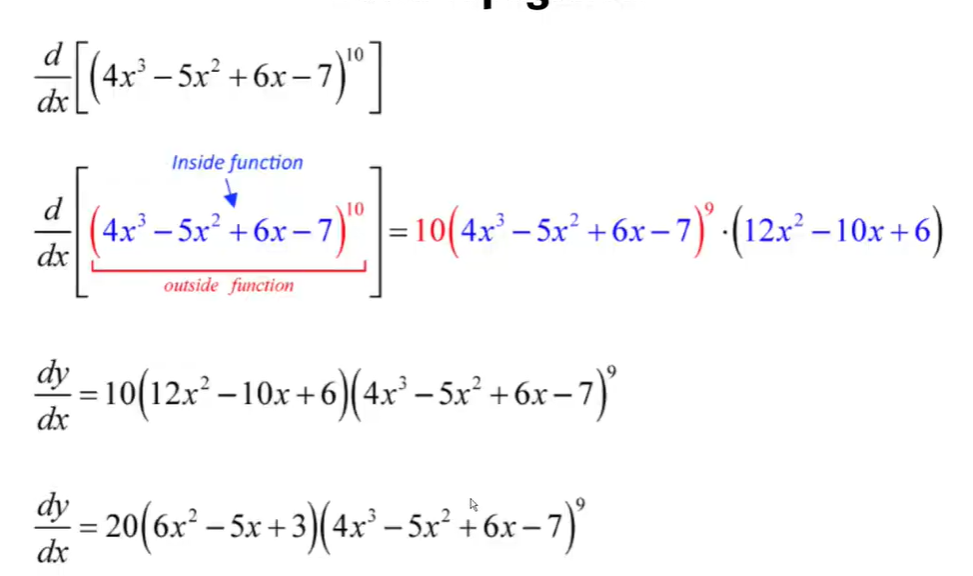 d/dx[(4x³ − 5x² + 6x − 7)¹⁰]
Inside function
d/dx[(4x³ − 5x² + 6x − 7)¹⁰] = 10(4x³ − 5x² + 6x − 7)⁹ · (12x² − 10x + 6)
outside function
dy/dx = 10(12x² − 10x + 6)(4x³ − 5x² + 6x − 7)⁹
dy/dx = 20(6x² − 5x + 3)(4x³ − 5x² + 6x − 7)⁹